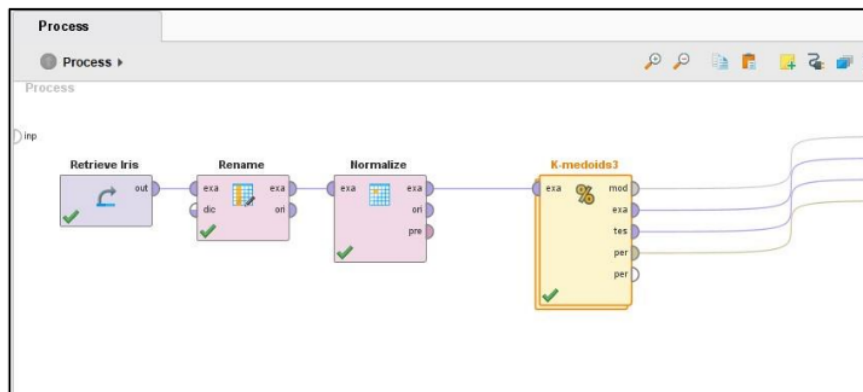 Process
Process
Process
inp
Retrieve Iris
out
Rename
exa exa
dic ori
Normalize
exa exa
ori
pre
K-medoids3
exa mod
exa
tes
per
per